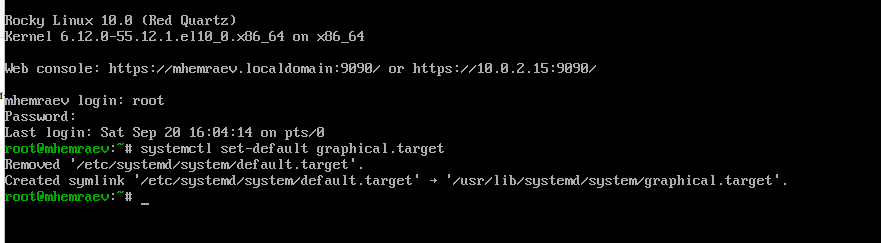 Rocky Linux 10.0 (Red Quartz)
Kernel 6.12.0-55.12.1.el10_0.x86_64 on x86_64
Web console: https://mhemraev.localdomain:9090/ or https://10.0.2.15:9090/
mhemraev login: root
Password:
Last login: Sat Sep 20 16:04:14 on pts/0
root@mhemraev:~# systemctl set-default graphical.target
Removed '/etc/systemd/system/default.target'.
Created symlink '/etc/systemd/system/default.target' → '/usr/lib/systemd/system/graphical.target'.
root@mhemraev:~# _